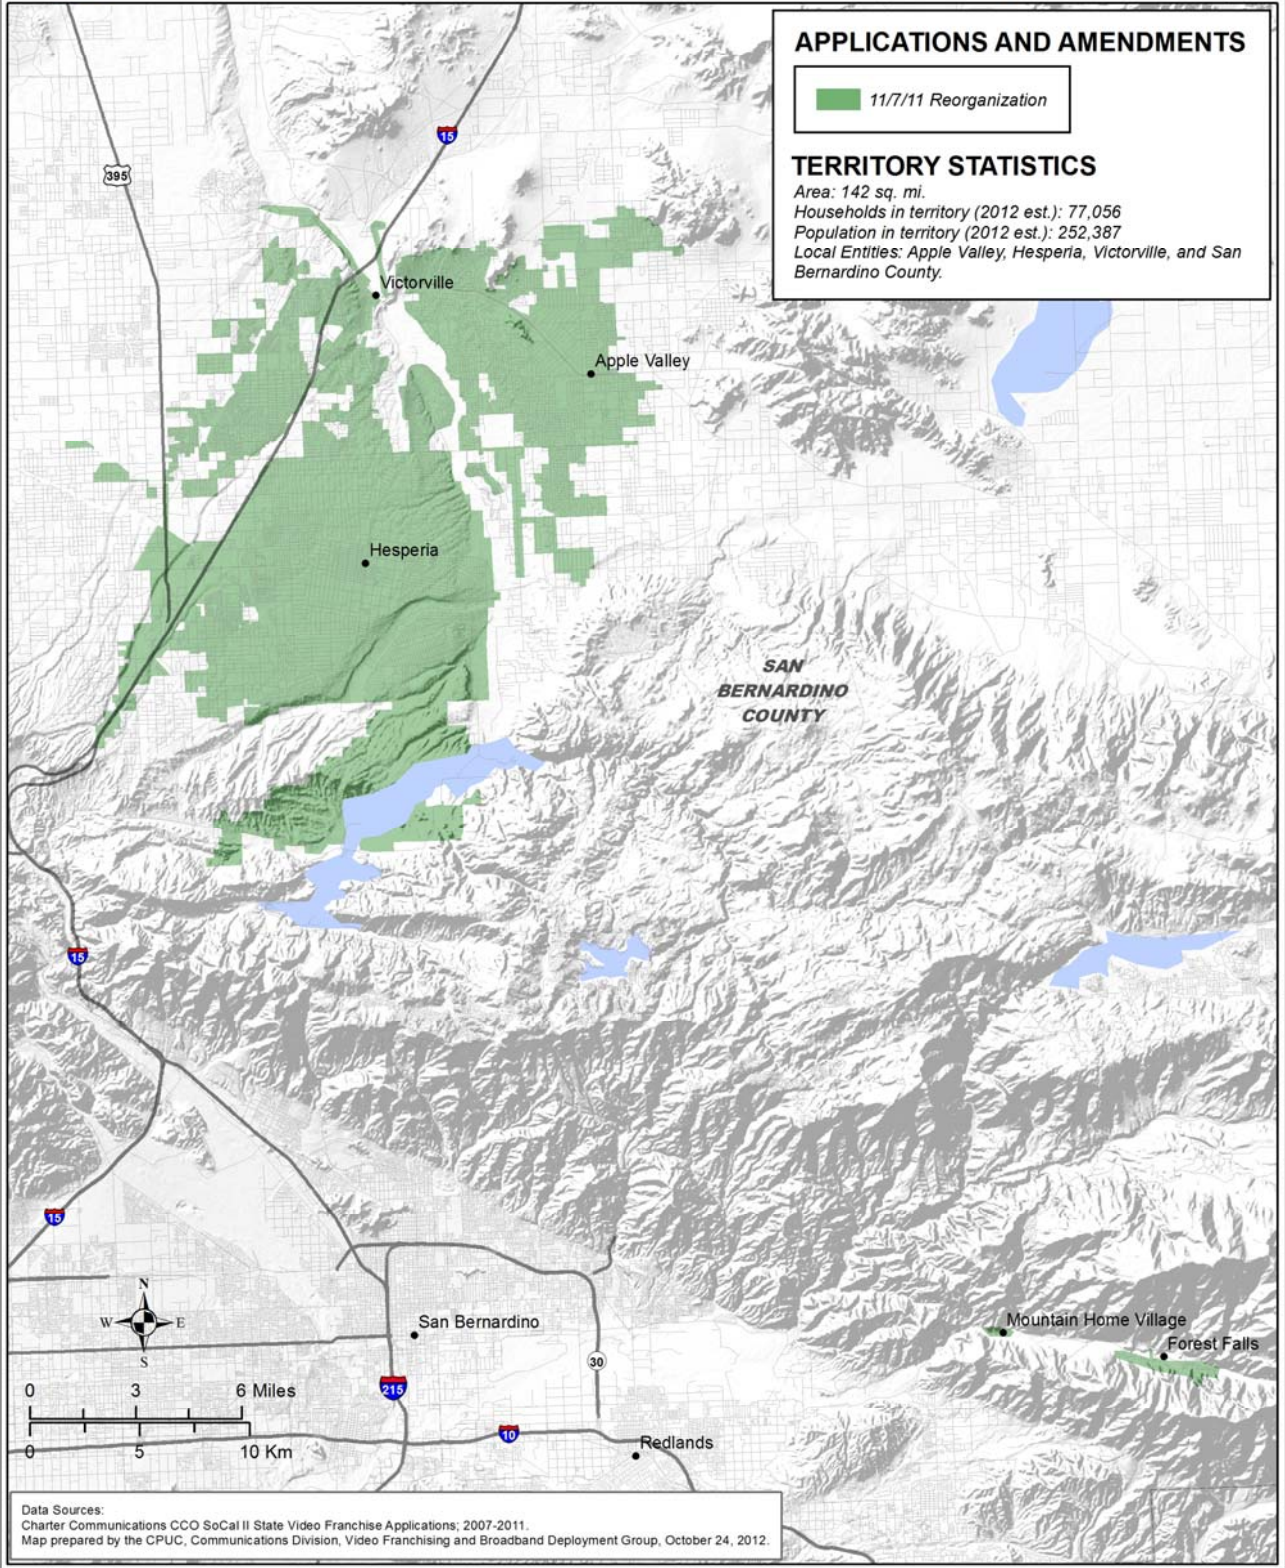 APPLICATIONS AND AMENDMENTS
11/7/11 Reorganization
TERRITORY STATISTICS
Area: 142 sq. mi.
Households in territory (2012 est.): 77,056
Population in territory (2012 est.): 252,387
Local Entities: Apple Valley, Hesperia, Victorville, and San
Bernardino County.
15
395
Victorville
Apple Valley
Hesperia
SAN
BERNARDINO
COUNTY
15
15
N
W E
S
San Bernardino
Mountain Home Village
Forest Falls
30
215
0 3 6 Miles
0 5 10 Km
10
Redlands
Data Sources:
Charter Communications CCO SoCal II State Video Franchise Applications; 2007-2011.
Map prepared by the CPUC, Communications Division, Video Franchising and Broadband Deployment Group, October 24, 2012.